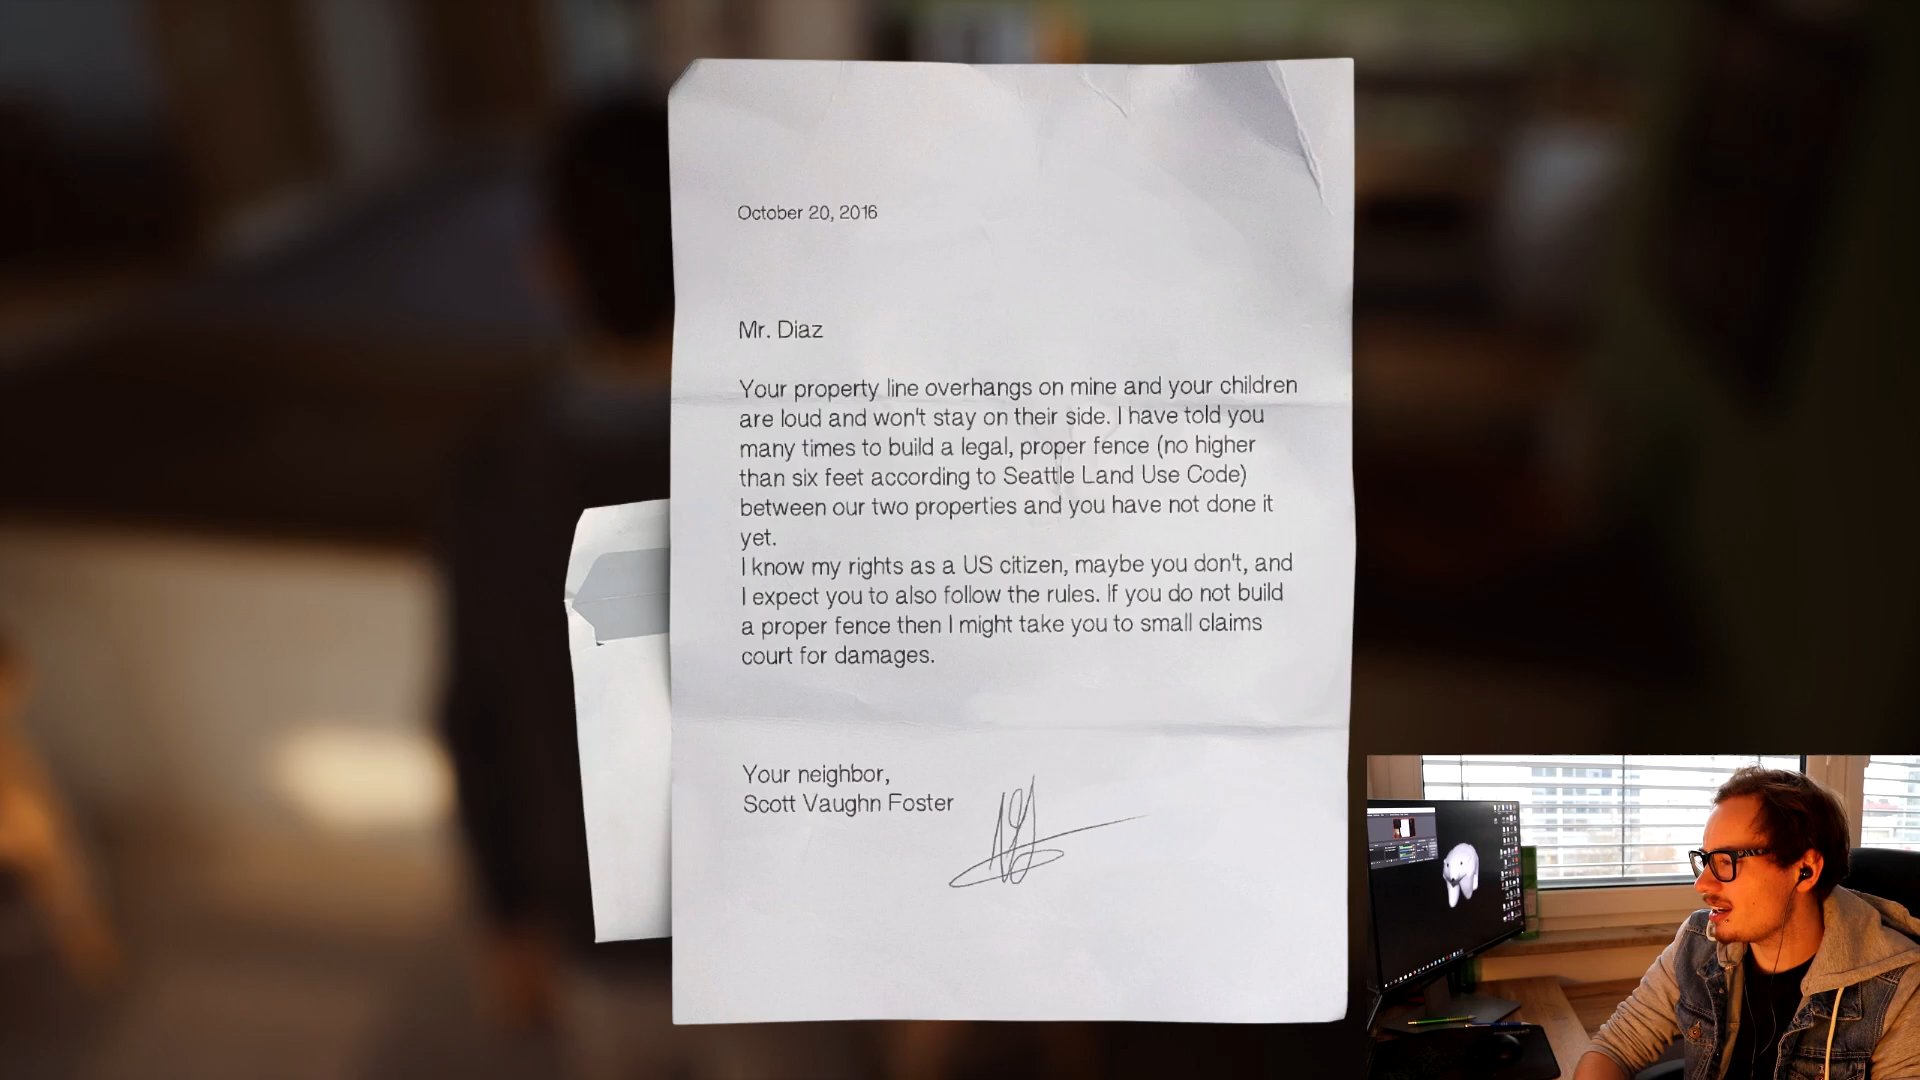 October 20, 2016
Mr. Diaz
Your property line overhangs on mine and your children
are loud and won't stay on their side. I have told you
many times to build a legal, proper fence (no higher
than six feet according to Seattle Land Use Code)
between our two properties and you have not done it
yet.
I know my rights as a US citizen, maybe you don't, and
I expect you to also follow the rules. If you do not build
a proper fence then I might take you to small claims
court for damages.
Your neighbor,
Scott Vaughn Foster